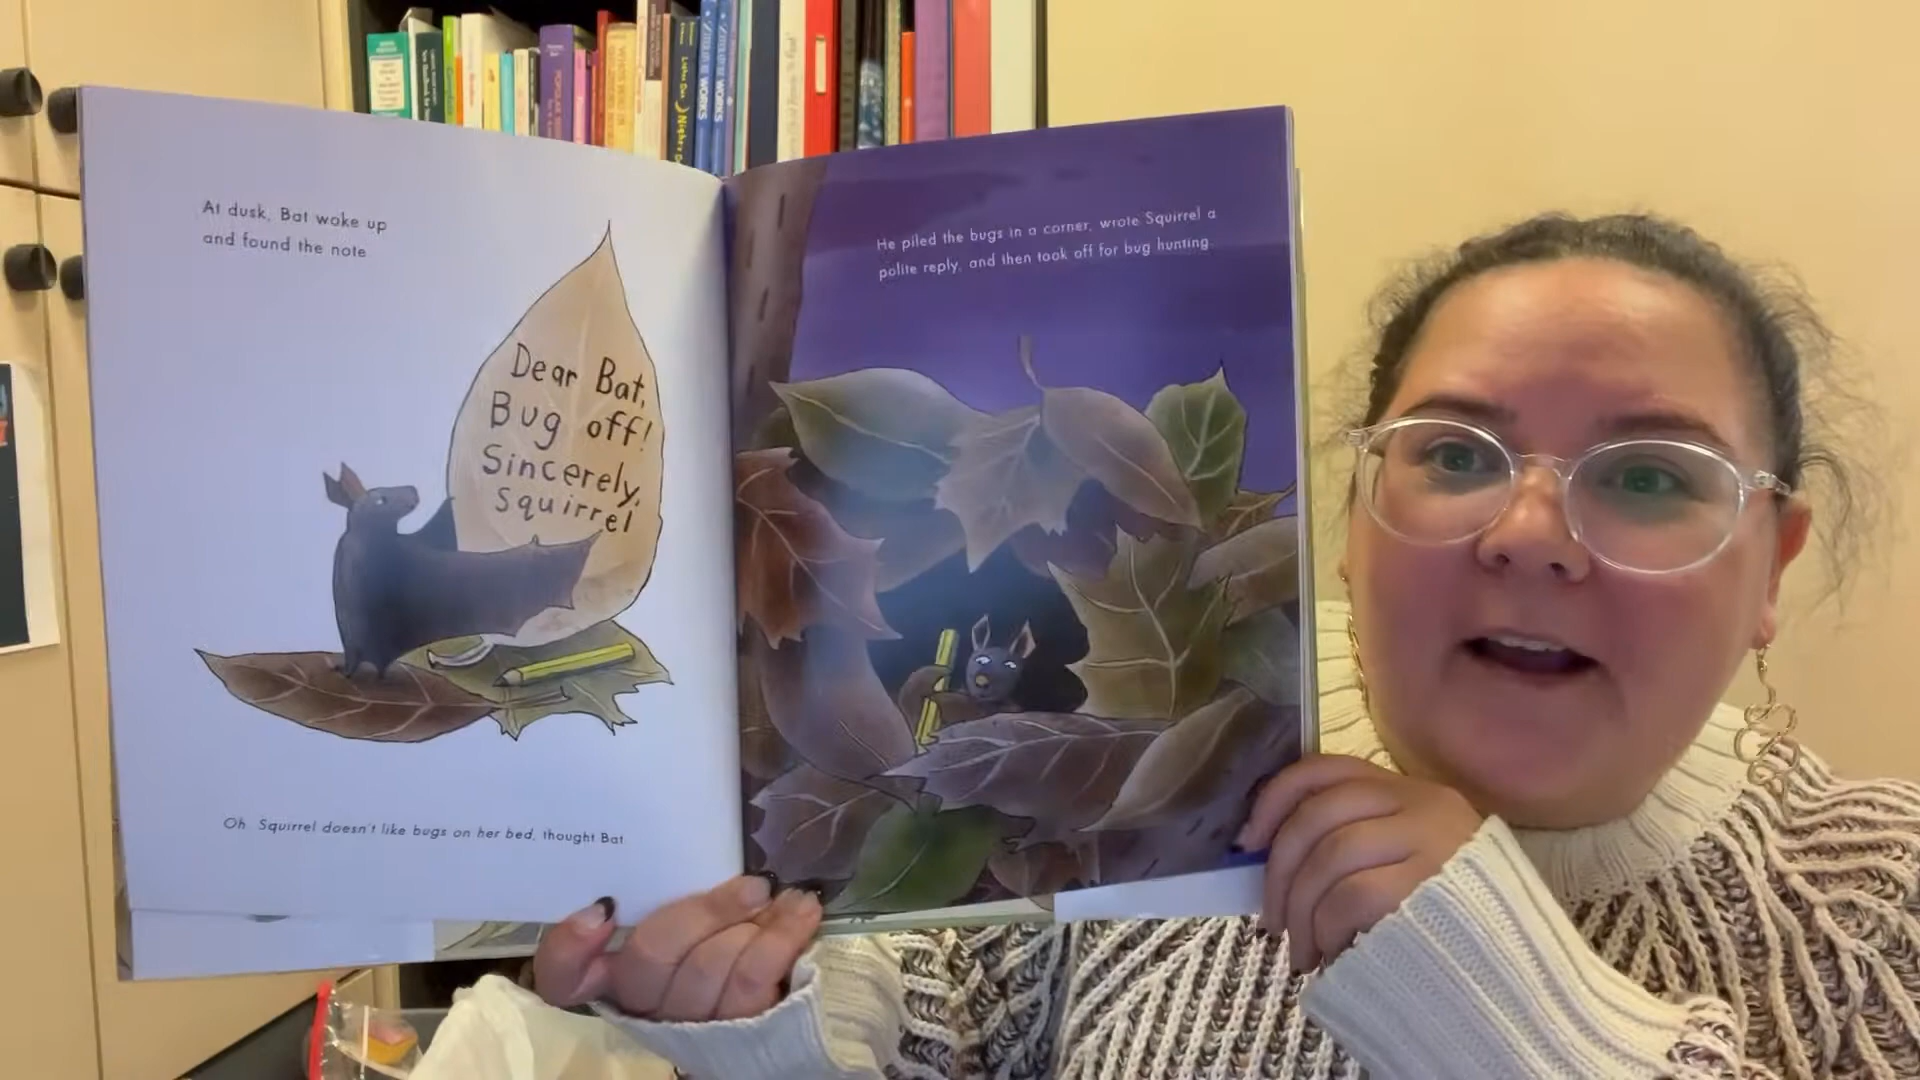 At dusk, Bat woke up
and found the note.
Dear Bat,
Bug off!
Sincerely,
Squirrel
Oh. Squirrel doesn't like bugs on her bed, thought Bat.
He piled the bugs in a corner, wrote Squirrel a
polite reply, and then took off for bug hunting.
WORKS
WORKS